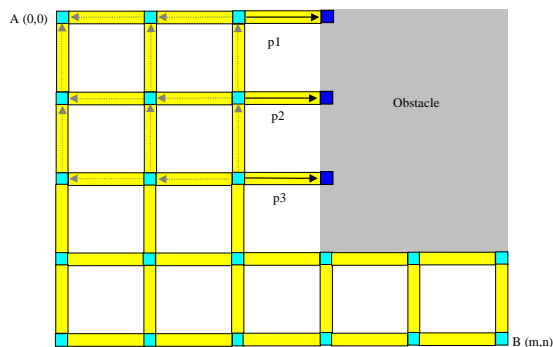 A (0,0)
p1
p2
Obstacle
p3
B (m,n)